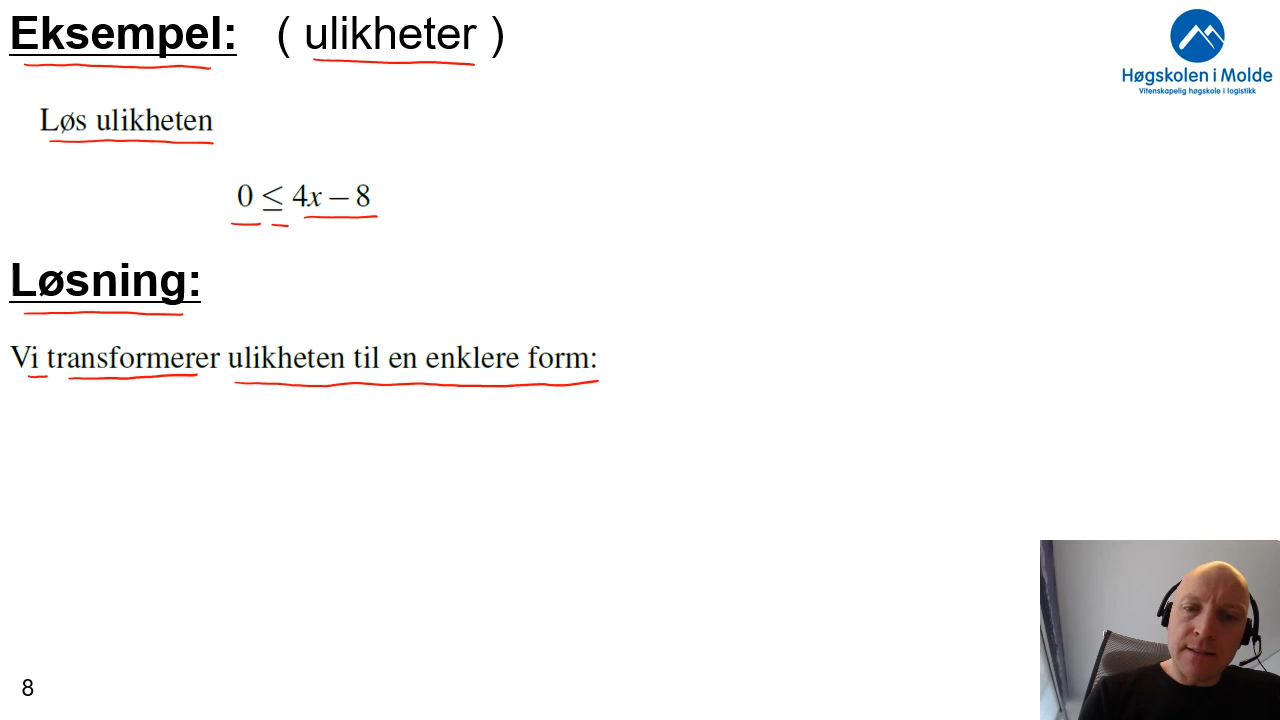 Eksempel: ( ulikheter )
Høgskolen i Molde
Vitenskapelig høgskole i logistikk
Løs ulikheten
0 ≤ 4x − 8
Løsning:
Vi transformerer ulikheten til en enklere form:
8